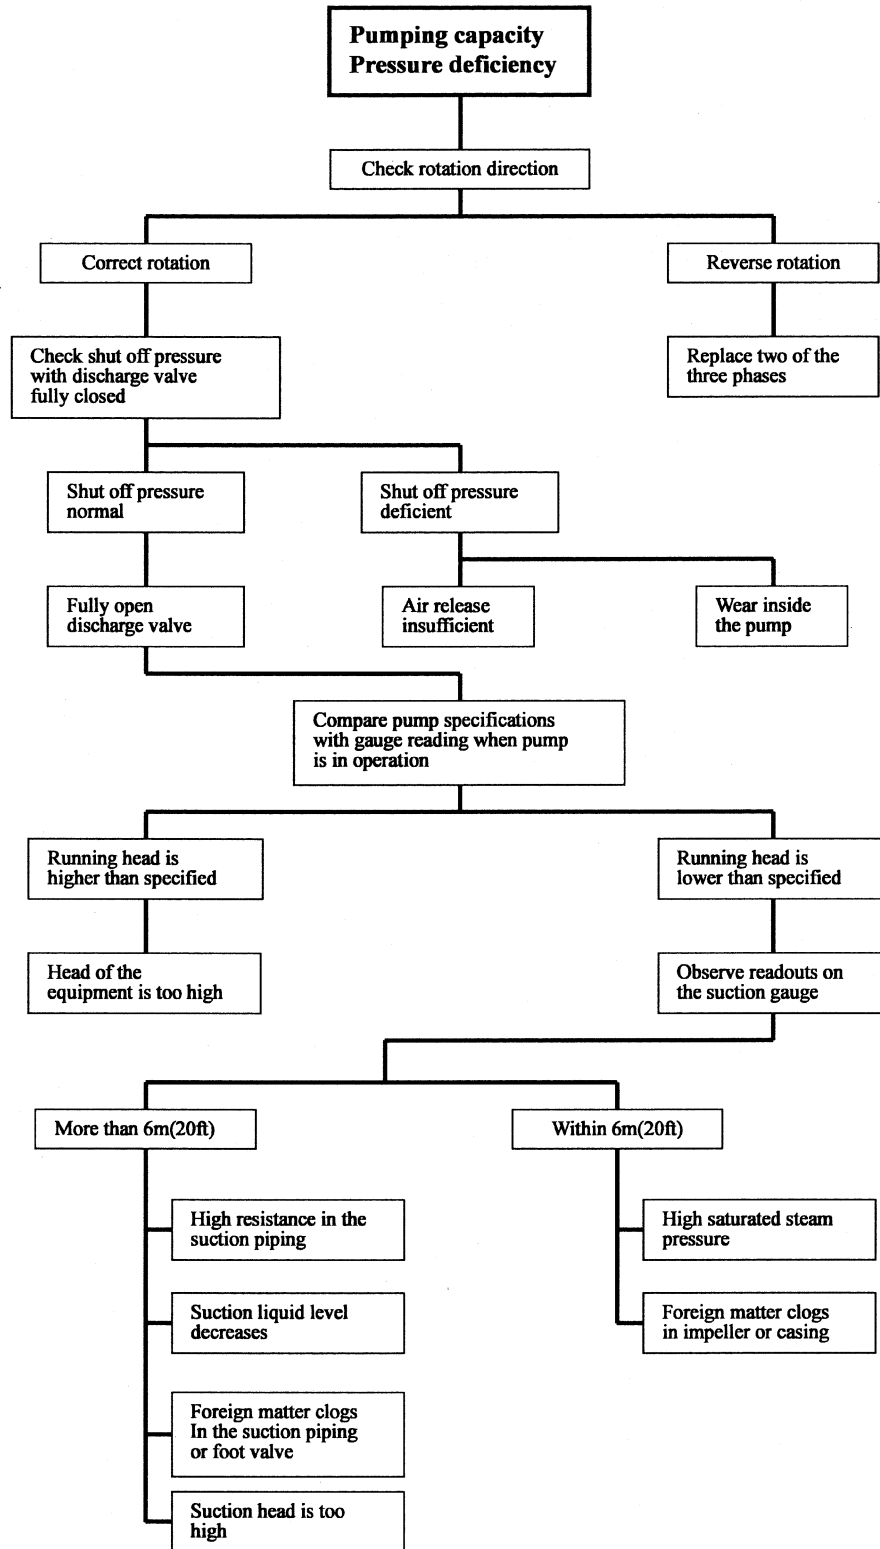 Pumping capacity
Pressure deficiency
Check rotation direction
Correct rotation
Reverse rotation
Check shut off pressure
with discharge valve
fully closed
Replace two of the
three phases
Shut off pressure
normal
Shut off pressure
deficient
Fully open
discharge valve
Air release
insufficient
Wear inside
the pump
Compare pump specifications
with gauge reading when pump
is in operation
Running head is
higher than specified
Running head is
lower than specified
Head of the
equipment is too high
Observe readouts on
the suction gauge
More than 6m(20ft)
Within 6m(20ft)
High resistance in the
suction piping
High saturated steam
pressure
Suction liquid level
decreases
Foreign matter clogs
in impeller or casing
Foreign matter clogs
In the suction piping
or foot valve
Suction head is too
high